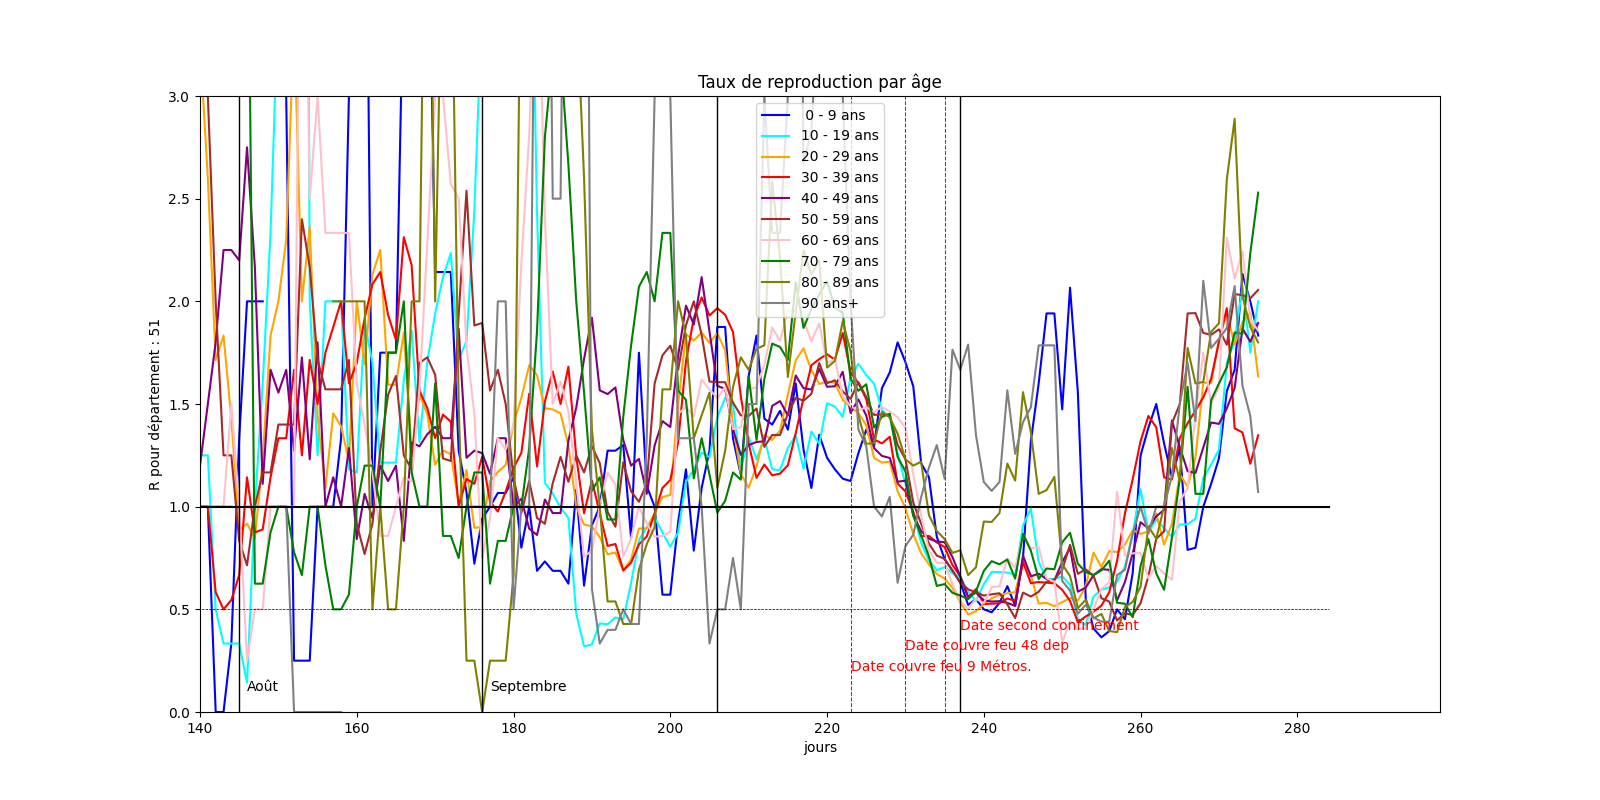 Taux de reproduction par âge
R pour département : 51
3.0
2.5
2.0
1.5
1.0
0.5
0.0
0 - 9 ans
10 - 19 ans
20 - 29 ans
30 - 39 ans
40 - 49 ans
50 - 59 ans
60 - 69 ans
70 - 79 ans
80 - 89 ans
90 ans+
Date second confinement
Date couvre feu 48 dep
Date couvre feu 9 Métros.
Août
Septembre
140 160 180 200 220 240 260 280
jours